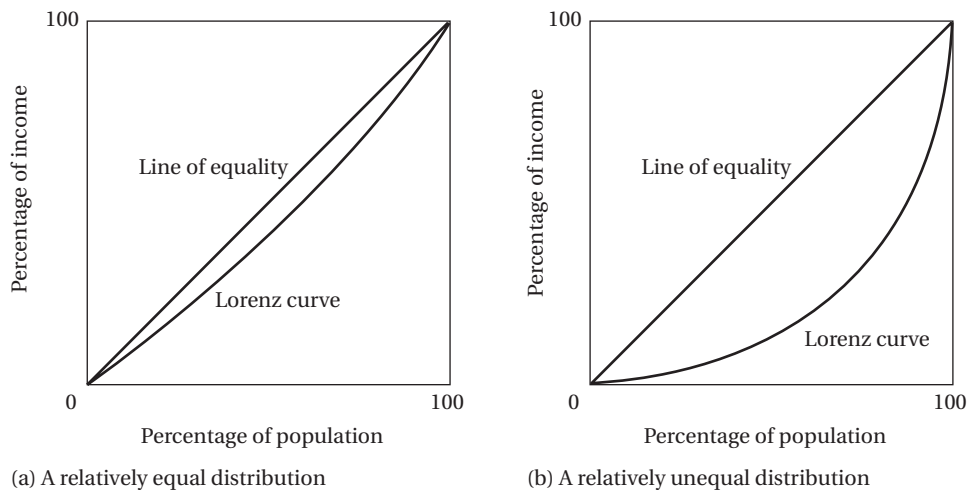 100
Percentage of income
Line of equality
Lorenz curve
0
100
Percentage of population
(a) A relatively equal distribution
100
Percentage of income
Line of equality
Lorenz curve
0
100
Percentage of population
(b) A relatively unequal distribution